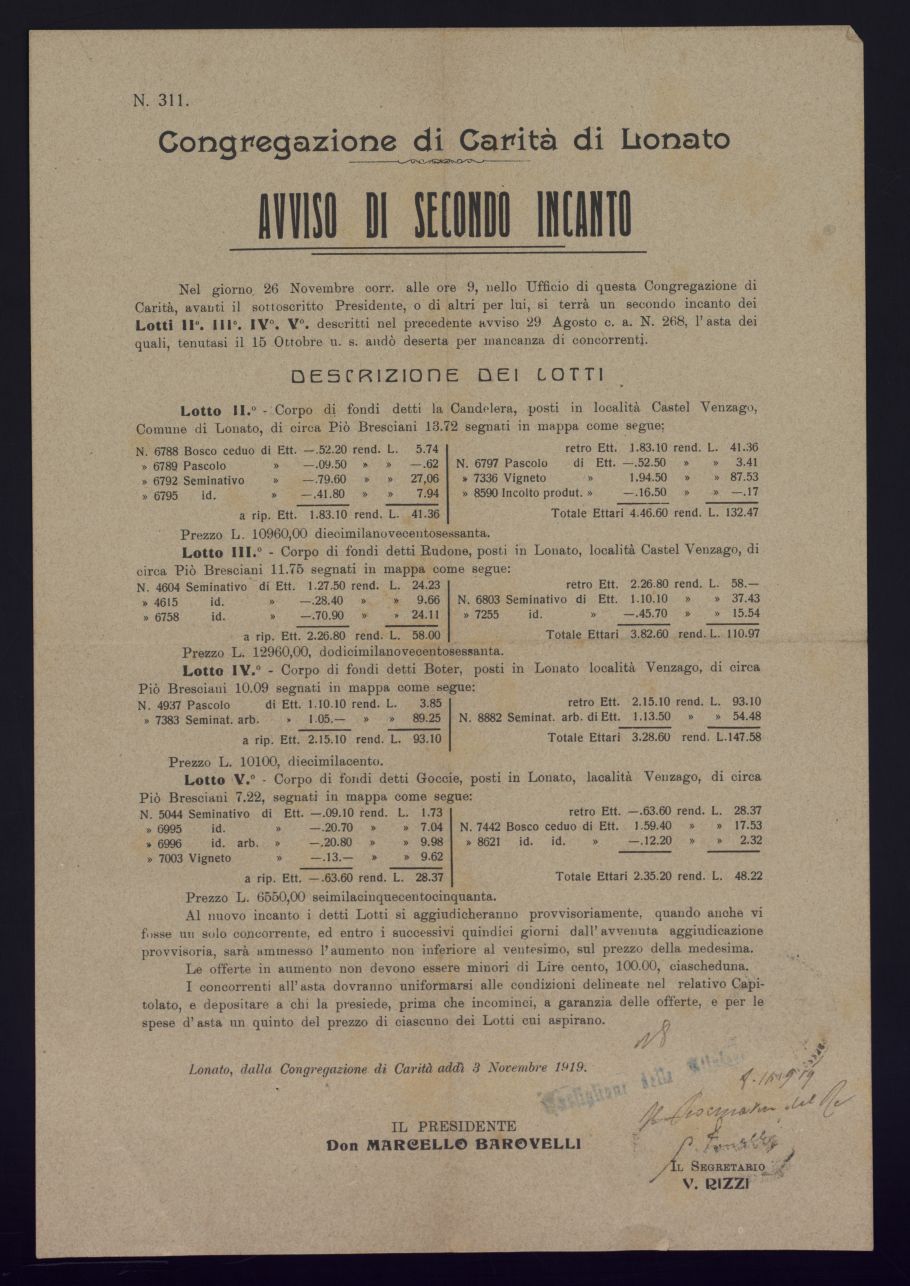 N. 311.
Congregazione di Carità di Lonato
AVVISO DI SECONDO INCANTO
Nel giorno 26 Novembre corr. alle ore 9, nello Ufficio di questa Congregazione di
Carità, avanti il sottoscritto Presidente, o di altri per lui, si terrà un secondo incanto dei
Lotti II°. III°. IV°. V°. descritti nel precedente avviso 29 Agosto c. a. N. 268, l'asta dei
quali, tenutasi il 15 Ottobre u. s. andò deserta per mancanza di concorrenti.
DESCRIZIONE DEI LOTTI
Lotto II.° - Corpo di fondi detti la Candelera, posti in località Castel Venzago,
Comune di Lonato, di circa Piò Bresciani 13.72 segnati in mappa come segue:
N. 6788 Bosco ceduo di Ett. —.52.20 rend. L. 5.74
» 6789 Pascolo » —.09.50 » » —.62
» 6792 Seminativo » —.79.60 » » 27,06
» 6795 id. » —.41.80 » » 7.94
a rip. Ett. 1.83.10 rend. L. 41.36
retro Ett. 1.83.10 rend. L. 41.36
N. 6797 Pascolo di Ett. —.52.50 » » 3.41
» 7336 Vigneto » 1.94.50 » » 87.53
» 8590 Incolto produt. » —.16.50 » » —.17
Totale Ettari 4.46.60 rend. L. 132.47
Prezzo L. 10960,00 diecimilanovecentosessanta.
Lotto III.° - Corpo di fondi detti Rudone, posti in Lonato, località Castel Venzago, di
circa Piò Bresciani 11.75 segnati in mappa come segue:
N. 4604 Seminativo di Ett. 1.27.50 rend. L. 24.23
» 4615 id. » —.28.40 » » 9.66
» 6758 id. » —.70.90 » » 24.11
a rip. Ett. 2.26.80 rend. L. 58.00
retro Ett. 2.26.80 rend. L. 58.—
N. 6803 Seminativo di Ett. 1.10.10 » » 37.43
» 7255 id. » —.45.70 » » 15.54
Totale Ettari 3.82.60 rend. L. 110.97
Prezzo L. 12960,00, dodicimilanovecentosessanta.
Lotto IV.° - Corpo di fondi detti Boter, posti in Lonato località Venzago, di circa
Piò Bresciani 10.09 segnati in mappa come segue:
N. 4937 Pascolo di Ett. 1.10.10 rend. L. 3.85
» 7383 Seminat. arb. » 1.05.— » » 89.25
a rip. Ett. 2.15.10 rend. L. 93.10
retro Ett. 2.15.10 rend. L. 93.10
N. 8882 Seminat. arb. di Ett. 1.13.50 » » 54.48
Totale Ettari 3.28.60 rend. L. 147.58
Prezzo L. 10100, diecimilacento.
Lotto V.° - Corpo di fondi detti Goccie, posti in Lonato, lacalità Venzago, di circa
Piò Bresciani 7.22, segnati in mappa come segue:
N. 5044 Seminativo di Ett. —.09.10 rend. L. 1.73
» 6995 id. » —.20.70 » » 7.04
» 6996 id. arb. » —.20.80 » » 9.98
» 7003 Vigneto » —.13.— » » 9.62
a rip. Ett. —.63.60 rend. L. 28.37
retro Ett. —.63.60 rend. L. 28.37
N. 7442 Bosco ceduo di Ett. 1.59.40 » » 17.53
» 8621 id. id. » —.12.20 » » 2.32
Totale Ettari 2.35.20 rend. L. 48.22
Prezzo L. 6550,00 seimilacinquecentocinquanta.
Al nuovo incanto i detti Lotti si aggiudicheranno provvisoriamente, quando anche vi
fosse un solo concorrente, ed entro i successivi quindici giorni dall'avvenuta aggiudicazione
provvisoria, sarà ammesso l'aumento non inferiore al ventesimo, sul prezzo della medesima.
Le offerte in aumento non devono essere minori di Lire cento, 100.00, ciascheduna.
I concorrenti all'asta dovranno uniformarsi alle condizioni delineate nel relativo Capi-
tolato, e depositare a chi la presiede, prima che incominci, a garanzia delle offerte, e per le
spese d'asta un quinto del prezzo di ciascuno dei Lotti cui aspirano.
Lonato, dalla Congregazione di Carità addì 3 Novembre 1919.
IL PRESIDENTE
Don MARCELLO BAROVELLI
IL SEGRETARIO
V. RIZZI